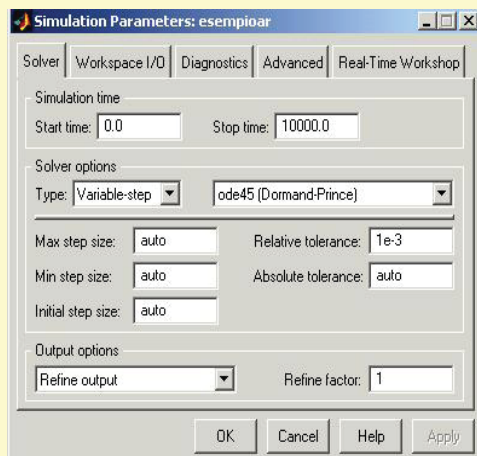 Simulation Parameters: esempioar
Solver Workspace I/O Diagnostics Advanced Real-Time Workshop
Simulation time
Start time: 0.0 Stop time: 10000.0
Solver options
Type: Variable-step ode45 (Dormand-Prince)
Max step size: auto Relative tolerance: 1e-3
Min step size: auto Absolute tolerance: auto
Initial step size: auto
Output options
Refine output Refine factor: 1
OK Cancel Help Apply